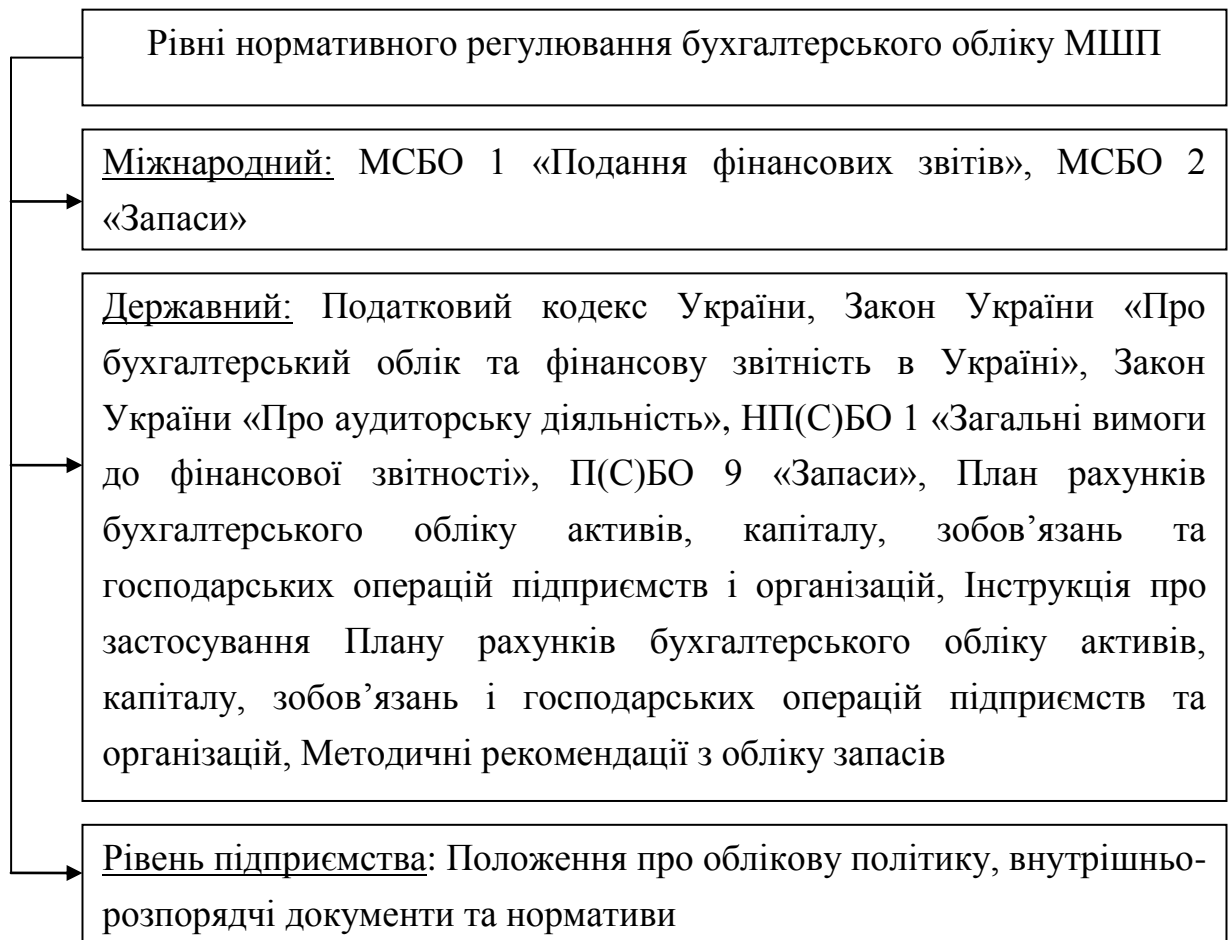 Рівні нормативного регулювання бухгалтерського обліку МШП
Міжнародний: МСБО 1 «Подання фінансових звітів», МСБО 2
«Запаси»
Державний: Податковий кодекс України, Закон України «Про
бухгалтерський облік та фінансову звітність в Україні», Закон
України «Про аудиторську діяльність», НП(С)БО 1 «Загальні вимоги
до фінансової звітності», П(С)БО 9 «Запаси», План рахунків
бухгалтерського обліку активів, капіталу, зобов’язань та
господарських операцій підприємств і організацій, Інструкція про
застосування Плану рахунків бухгалтерського обліку активів,
капіталу, зобов’язань і господарських операцій підприємств та
організацій, Методичні рекомендації з обліку запасів
Рівень підприємства: Положення про облікову політику, внутрішньо-
розпорядчі документи та нормативи